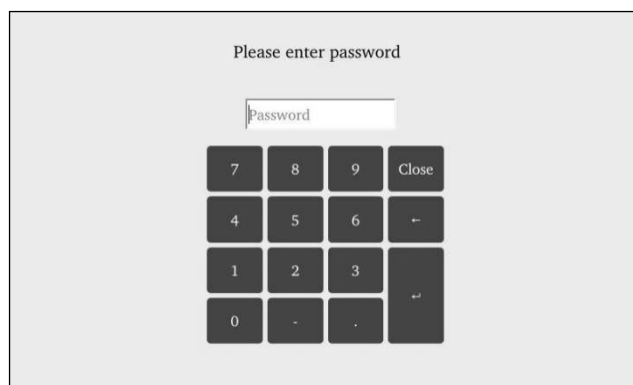 Please enter password
Password
7 8 9 Close
4 5 6 ←
1 2 3
↵
0 - .